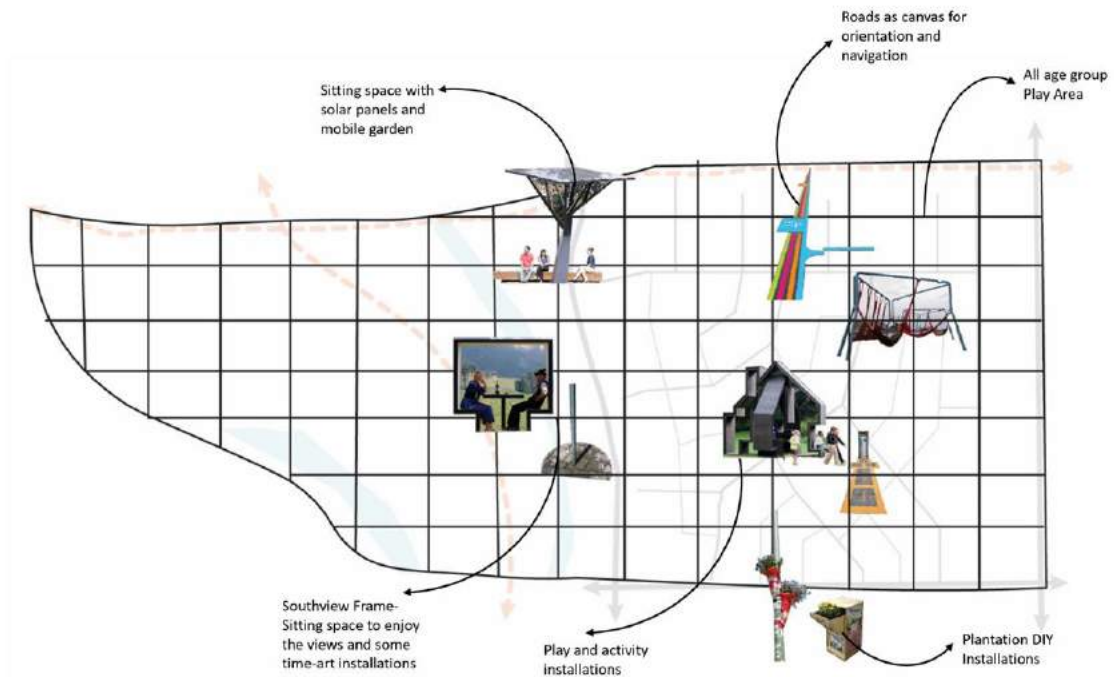 Roads as canvas for
orientation and
navigation
All age group
Play Area
Sitting space with
solar panels and
mobile garden
Southview Frame-
Sitting space to enjoy
the views and some
time-art installations
Play and activity
installations
Plantation DIY
Installations